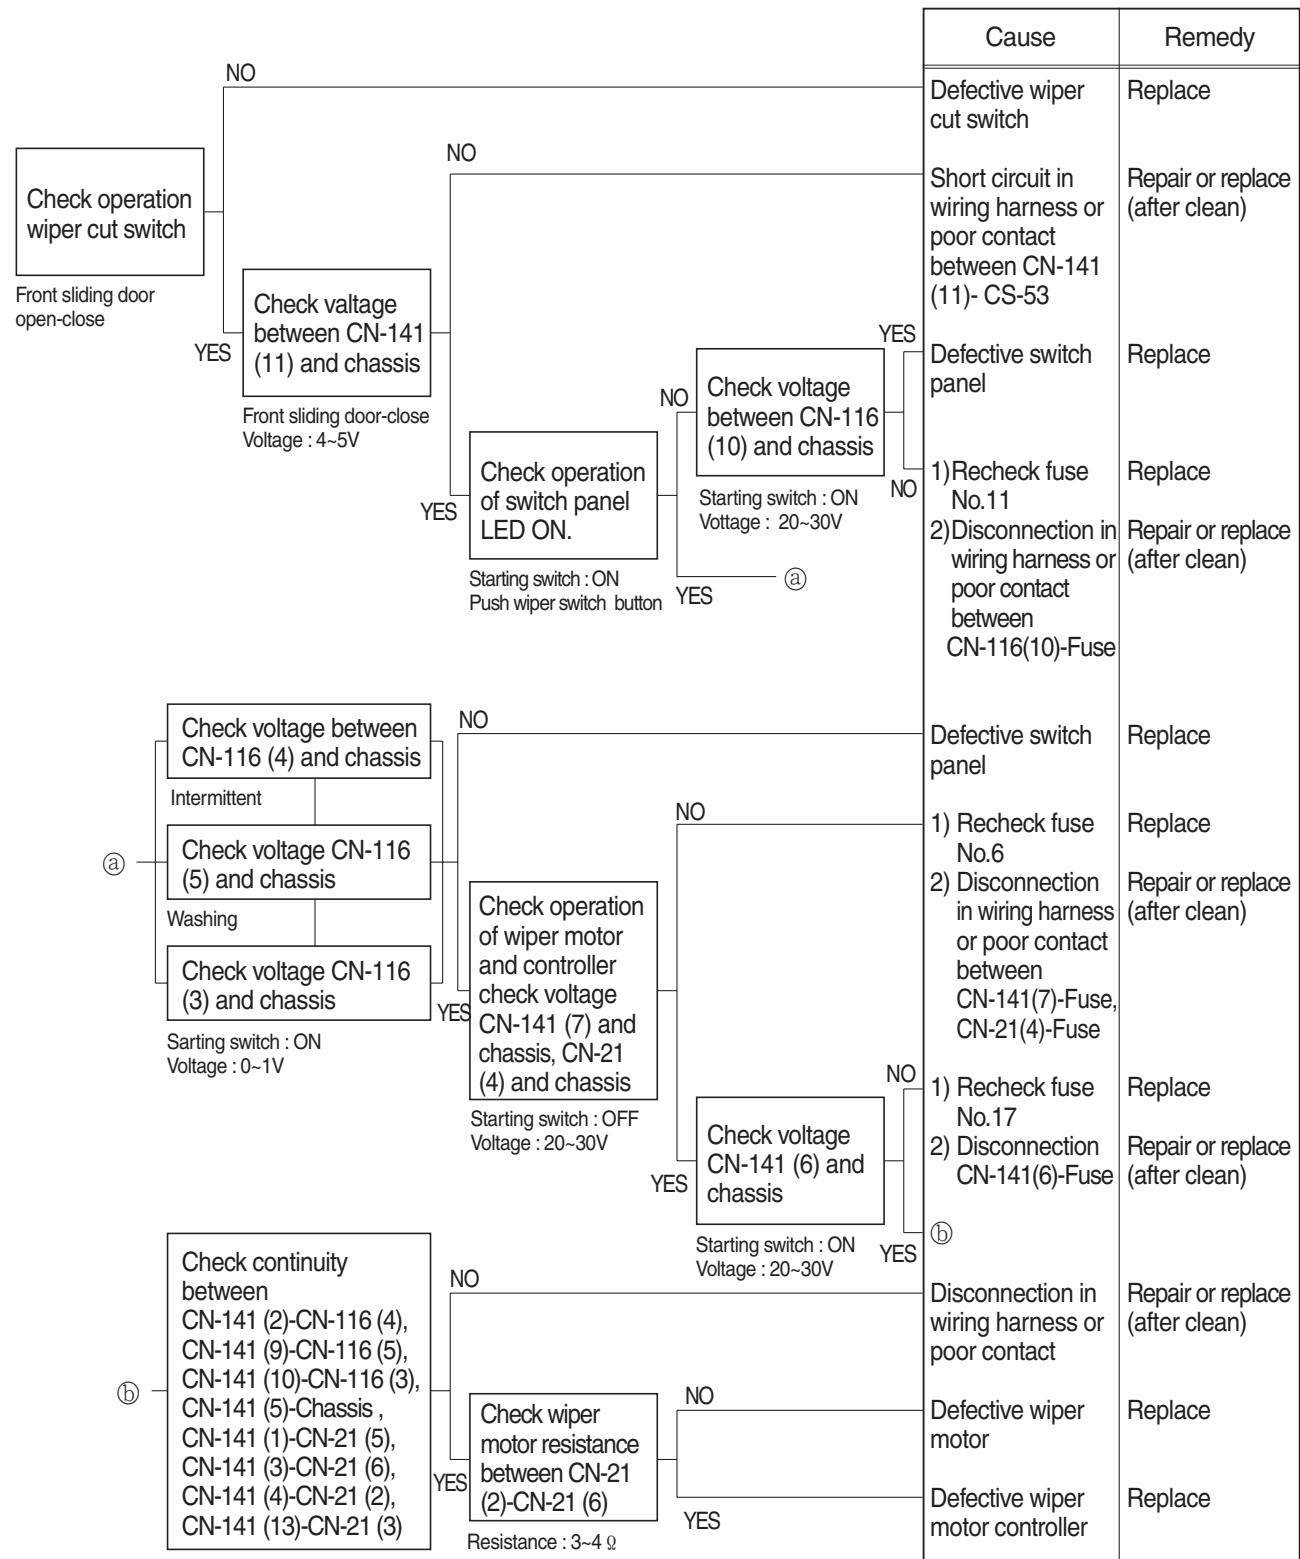 Cause
Remedy
NO
Defective wiper
cut switch
Replace
Check operation
wiper cut switch
Front sliding door
open-close
NO
Short circuit in
wiring harness or
poor contact
between CN-141
(11)- CS-53
Repair or replace
(after clean)
YES
Check valtage
between CN-141
(11) and chassis
Front sliding door-close
Voltage : 4~5V
YES
Check operation
of switch panel
LED ON.
Starting switch : ON
Push wiper switch button
NO
Check voltage
between CN-116
(10) and chassis
Starting switch : ON
Vottage : 20~30V
YES
Defective switch
panel
Replace
NO
1)Recheck fuse
No.11
Replace
2)Disconnection in
wiring harness or
poor contact
between
CN-116(10)-Fuse
Repair or replace
(after clean)
YES
ⓐ
ⓐ
Check voltage between
CN-116 (4) and chassis
Intermittent
Check voltage CN-116
(5) and chassis
Washing
Check voltage CN-116
(3) and chassis
Sarting switch : ON
Voltage : 0~1V
NO
Defective switch
panel
Replace
YES
Check operation
of wiper motor
and controller
check voltage
CN-141 (7) and
chassis, CN-21
(4) and chassis
Starting switch : OFF
Voltage : 20~30V
NO
1) Recheck fuse
No.6
Replace
2) Disconnection
in wiring harness
or poor contact
between
CN-141(7)-Fuse,
CN-21(4)-Fuse
Repair or replace
(after clean)
YES
Check voltage
CN-141 (6) and
chassis
Starting switch : ON
Voltage : 20~30V
NO
1) Recheck fuse
No.17
Replace
2) Disconnection
CN-141(6)-Fuse
Repair or replace
(after clean)
YES
ⓑ
ⓑ
Check continuity
between
CN-141 (2)-CN-116 (4),
CN-141 (9)-CN-116 (5),
CN-141 (10)-CN-116 (3),
CN-141 (5)-Chassis ,
CN-141 (1)-CN-21 (5),
CN-141 (3)-CN-21 (6),
CN-141 (4)-CN-21 (2),
CN-141 (13)-CN-21 (3)
NO
Disconnection in
wiring harness or
poor contact
Repair or replace
(after clean)
YES
Check wiper
motor resistance
between CN-21
(2)-CN-21 (6)
Resistance : 3~4 Ω
NO
Defective wiper
motor
Replace
YES
Defective wiper
motor controller
Replace